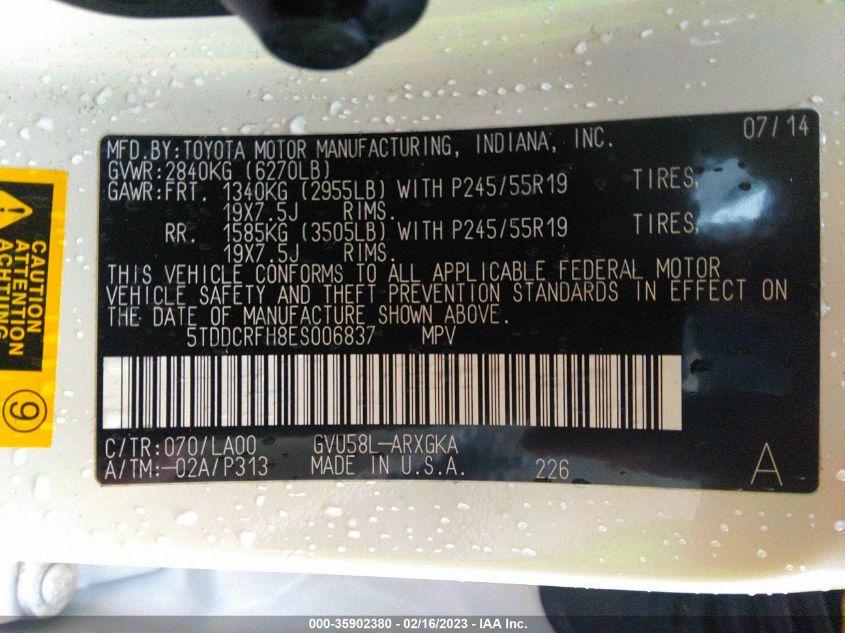 07/14
MFD.BY:TOYOTA MOTOR MANUFACTURING, INDIANA, INC.
GVWR:2840KG (6270LB)
GAWR:FRT. 1340KG (2955LB) WITH P245/55R19 TIRES,
19X7.5J RIMS.
RR. 1585KG (3505LB) WITH P245/55R19 TIRES,
19X7.5J RIMS.
THIS VEHICLE CONFORMS TO ALL APPLICABLE FEDERAL MOTOR
VEHICLE SAFETY AND THEFT PREVENTION STANDARDS IN EFFECT ON
THE DATE OF MANUFACTURE SHOWN ABOVE.
5TDDCRFH8ES006837 MPV
C/TR:070/LA00 GVU58L-ARXGKA
A/TM:-02A/P313 MADE IN U.S.A. 226 A
CAUTION
ATTENTION
ACHTUNG
9
000-35902380 - 02/16/2023 - IAA Inc.